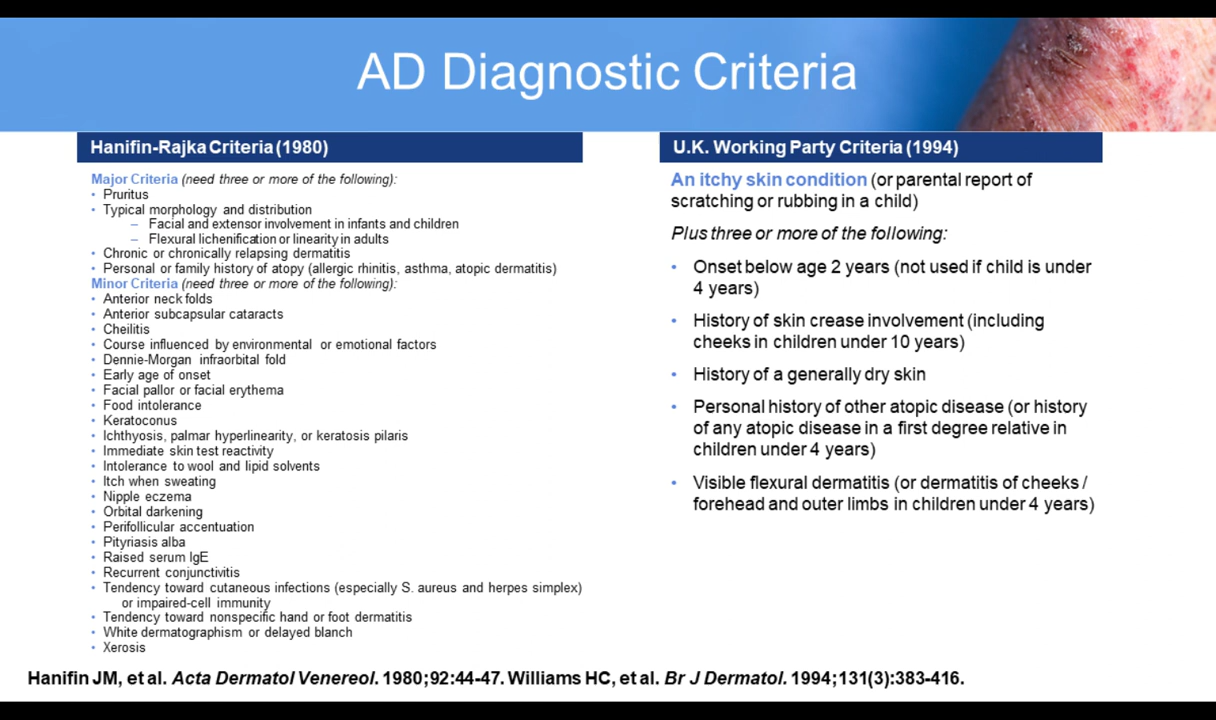 AD Diagnostic Criteria
Hanifin-Rajka Criteria (1980)
Major Criteria (need three or more of the following):
• Pruritus
• Typical morphology and distribution
– Facial and extensor involvement in infants and children
– Flexural lichenification or linearity in adults
• Chronic or chronically relapsing dermatitis
• Personal or family history of atopy (allergic rhinitis, asthma, atopic dermatitis)
Minor Criteria (need three or more of the following):
• Anterior neck folds
• Anterior subcapsular cataracts
• Cheilitis
• Course influenced by environmental or emotional factors
• Dennie-Morgan infraorbital fold
• Early age of onset
• Facial pallor or facial erythema
• Food intolerance
• Keratoconus
• Ichthyosis, palmar hyperlinearity, or keratosis pilaris
• Immediate skin test reactivity
• Intolerance to wool and lipid solvents
• Itch when sweating
• Nipple eczema
• Orbital darkening
• Perifollicular accentuation
• Pityriasis alba
• Raised serum IgE
• Recurrent conjunctivitis
• Tendency toward cutaneous infections (especially S. aureus and herpes simplex)
or impaired-cell immunity
• Tendency toward nonspecific hand or foot dermatitis
• White dermatographism or delayed blanch
• Xerosis
U.K. Working Party Criteria (1994)
An itchy skin condition (or parental report of
scratching or rubbing in a child)
Plus three or more of the following:
• Onset below age 2 years (not used if child is under
4 years)
• History of skin crease involvement (including
cheeks in children under 10 years)
• History of a generally dry skin
• Personal history of other atopic disease (or history
of any atopic disease in a first degree relative in
children under 4 years)
• Visible flexural dermatitis (or dermatitis of cheeks /
forehead and outer limbs in children under 4 years)
Hanifin JM, et al. Acta Dermatol Venereol. 1980;92:44-47. Williams HC, et al. Br J Dermatol. 1994;131(3):383-416.